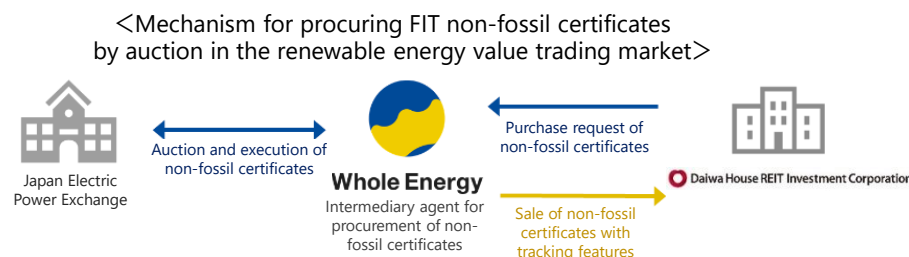 <Mechanism for procuring FIT non-fossil certificates
by auction in the renewable energy value trading market>
Auction and execution of
non-fossil certificates
Purchase request of
non-fossil certificates
Japan Electric
Power Exchange
Whole Energy
Intermediary agent for
procurement of non-
fossil certificates
Daiwa House REIT Investment Corporation
Sale of non-fossil
certificates with
tracking features